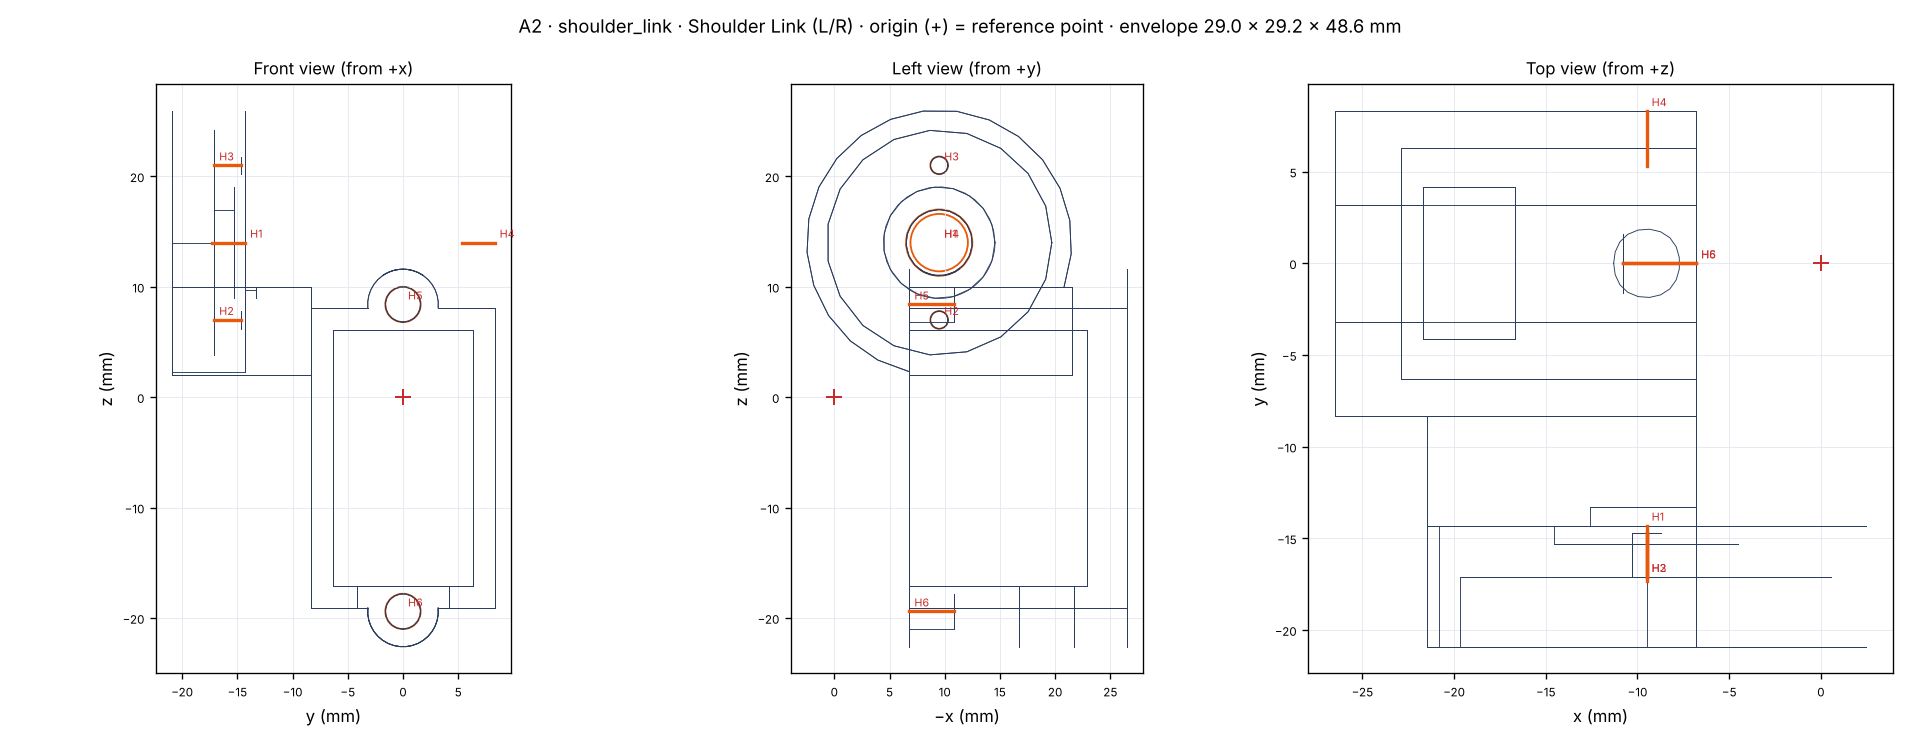 A2 · shoulder_link · Shoulder Link (L/R) · origin (+) = reference point · envelope 29.0 × 29.2 × 48.6 mm
Front view (from +x)
H3
H1
H4
H5
H2
H6
20
10
0
−10
−20
z (mm)
−20
−15
−10
−5
0
5
y (mm)
Left view (from +y)
H3
H5
H2
H6
20
10
0
−10
−20
z (mm)
0
5
10
15
20
25
−x (mm)
Top view (from +z)
H4
H6
H1
5
0
−5
−10
−15
−20
y (mm)
−25
−20
−15
−10
−5
0
x (mm)